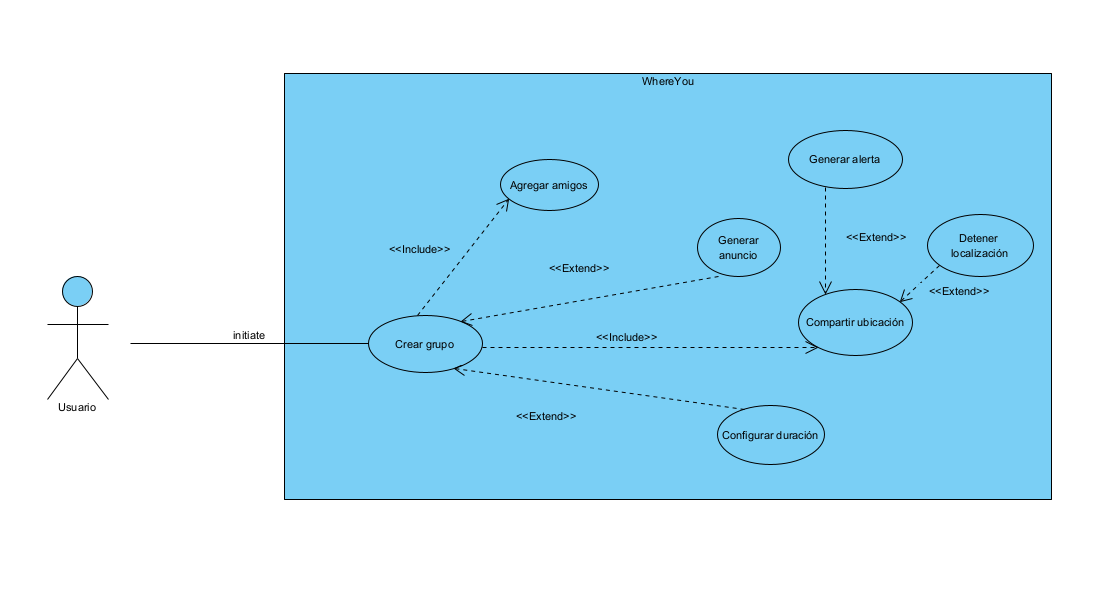 WhereYou
Generar alerta
Agregar amigos
<<Include>>
Generar
anuncio
<<Extend>>
Detener
localización
<<Extend>>
<<Extend>>
initiate
Crear grupo
<<Include>>
Compartir ubicación
Usuario
<<Extend>>
Configurar duración